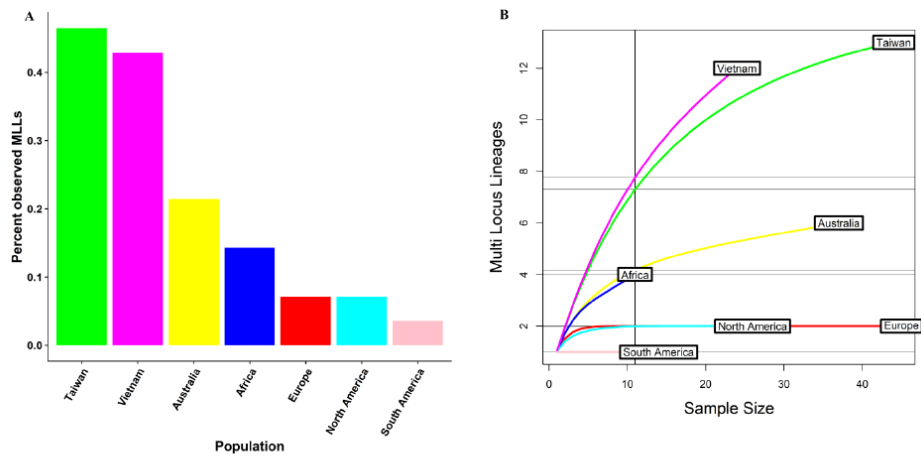 A
Percent observed MLLs
0.4
0.3
0.2
0.1
0.0
Taiwan
Vietnam
Australia
Africa
Europe
North America
South America
Population
B
Multi Locus Lineages
12
10
8
6
4
2
Taiwan
Vietnam
Australia
Africa
North America
Europe
South America
0
10
20
30
40
Sample Size